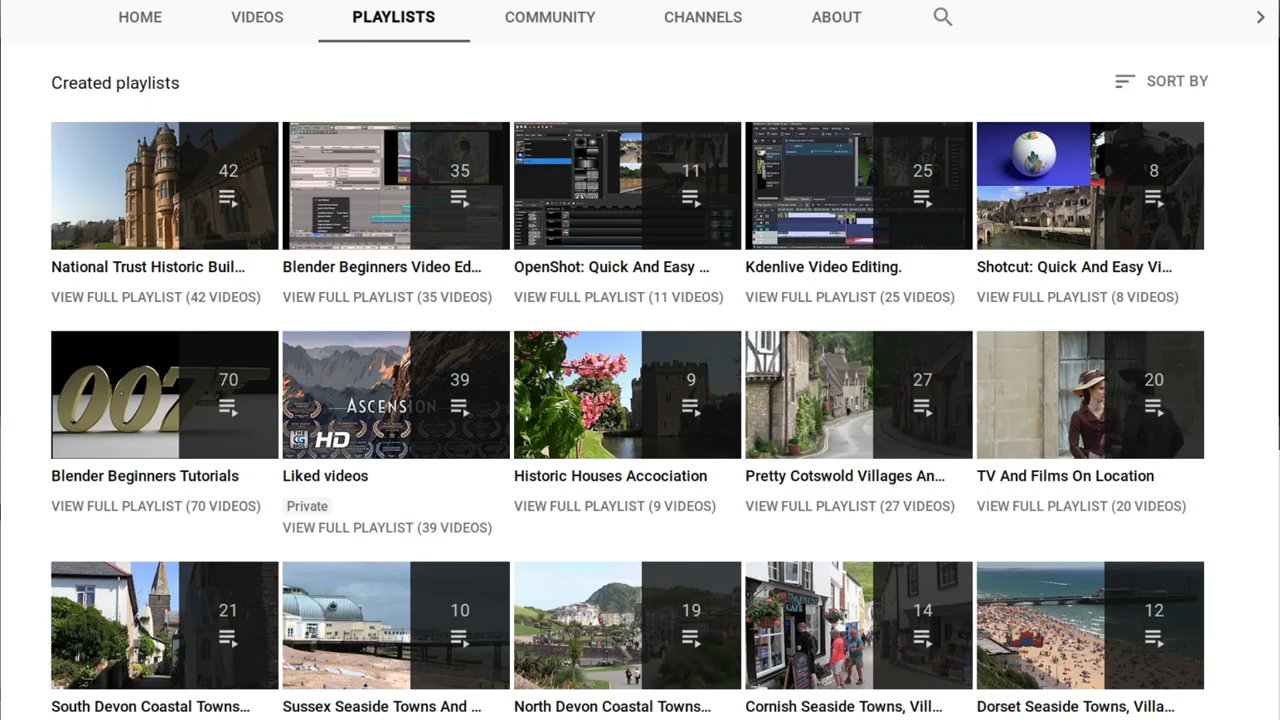 HOME VIDEOS PLAYLISTS COMMUNITY CHANNELS ABOUT
Created playlists
SORT BY
42 35 11 25 8
National Trust Historic Buil... Blender Beginners Video Ed... OpenShot: Quick And Easy ... Kdenlive Video Editing. Shotcut: Quick And Easy Vi...
VIEW FULL PLAYLIST (42 VIDEOS) VIEW FULL PLAYLIST (35 VIDEOS) VIEW FULL PLAYLIST (11 VIDEOS) VIEW FULL PLAYLIST (25 VIDEOS) VIEW FULL PLAYLIST (8 VIDEOS)
007 70 39 9 27 20
ASCENSION
THE CG BROS HD
Blender Beginners Tutorials Liked videos Historic Houses Accociation Pretty Cotswold Villages An... TV And Films On Location
VIEW FULL PLAYLIST (70 VIDEOS) Private VIEW FULL PLAYLIST (9 VIDEOS) VIEW FULL PLAYLIST (27 VIDEOS) VIEW FULL PLAYLIST (20 VIDEOS)
VIEW FULL PLAYLIST (39 VIDEOS)
21 10 19 14 12
CAFE
South Devon Coastal Towns... Sussex Seaside Towns And ... North Devon Coastal Towns... Cornish Seaside Towns, Vill... Dorset Seaside Towns, Villa...